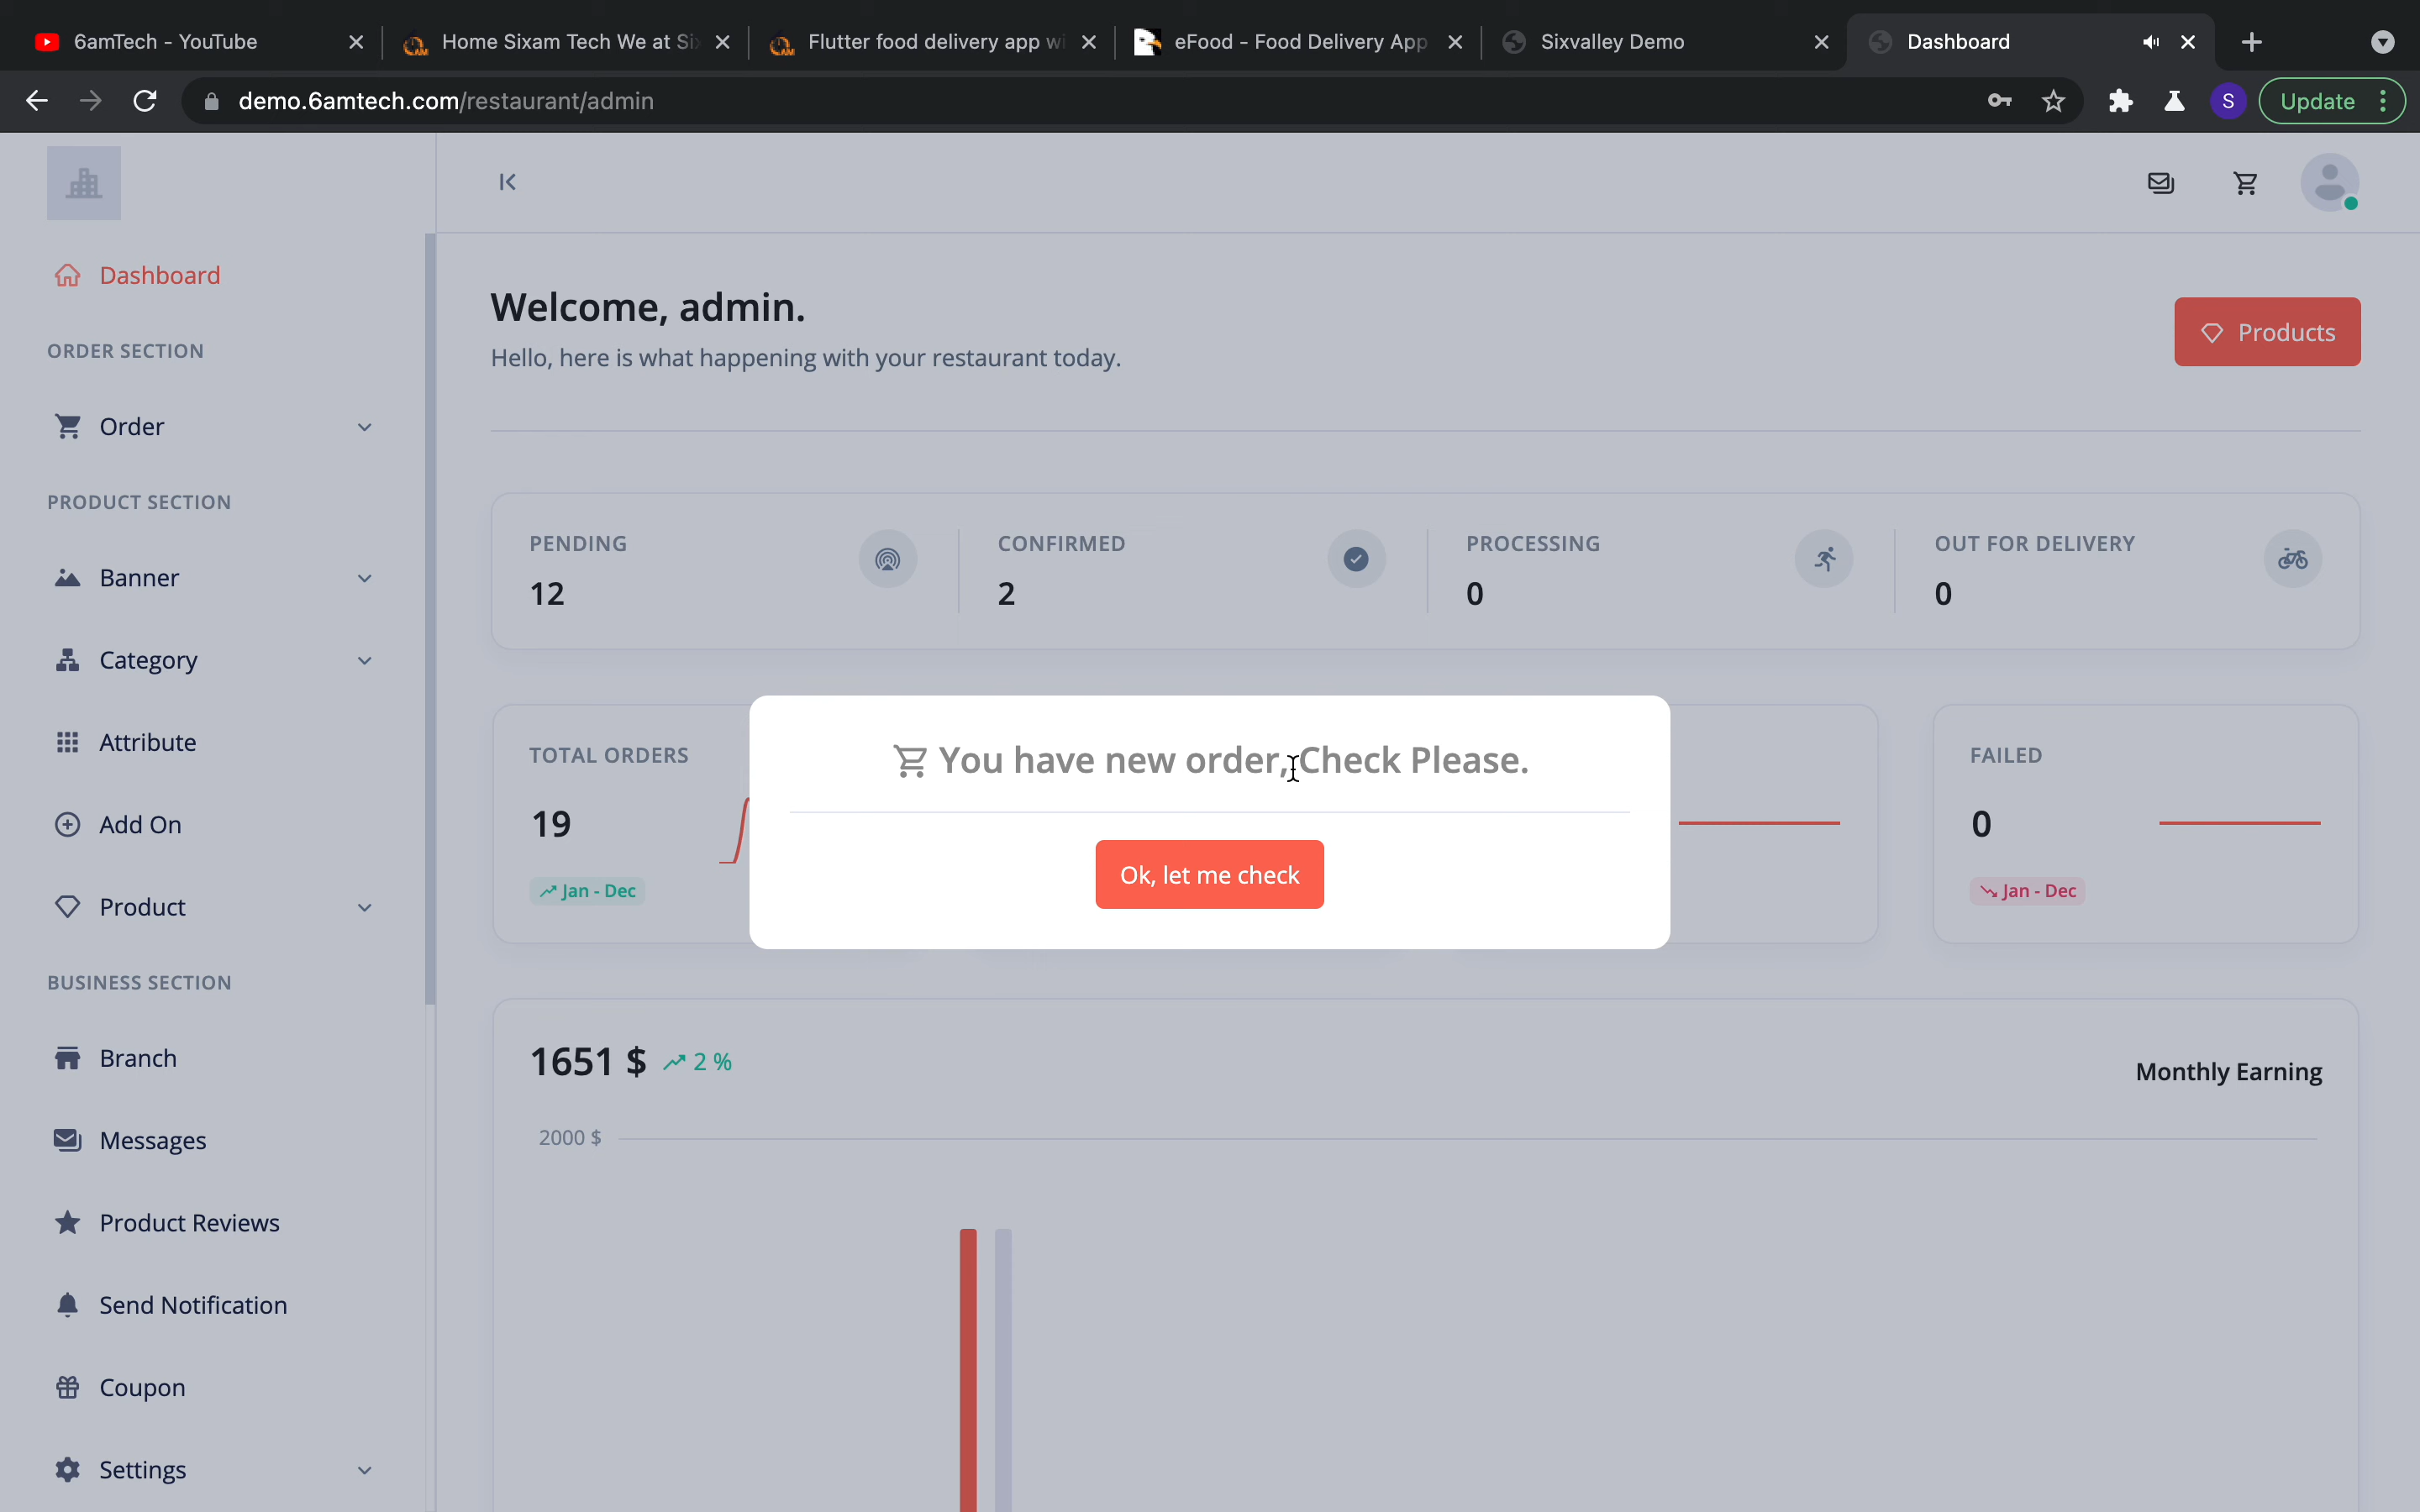 6amTech - YouTube
Home Sixam Tech We at Si
Flutter food delivery app wi
eFood - Food Delivery App
Sixvalley Demo
Dashboard
demo.6amtech.com/restaurant/admin
S
Update
Dashboard
ORDER SECTION
Order
PRODUCT SECTION
Banner
Category
Attribute
Add On
Product
BUSINESS SECTION
Branch
Messages
Product Reviews
Send Notification
Coupon
Settings
Welcome, admin.
Hello, here is what happening with your restaurant today.
Products
PENDING
12
CONFIRMED
2
PROCESSING
0
OUT FOR DELIVERY
0
TOTAL ORDERS
19
Jan - Dec
FAILED
0
Jan - Dec
You have new order, Check Please.
Ok, let me check
1651 $ 2 %
Monthly Earning
2000 $